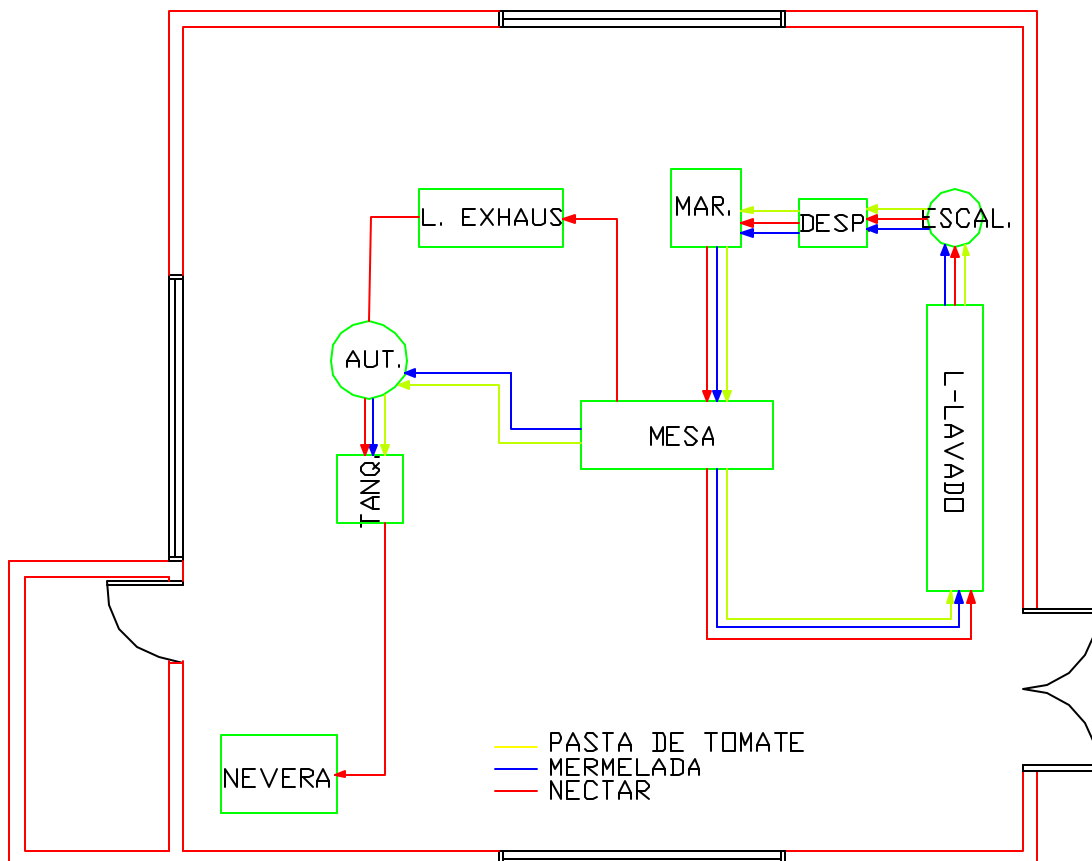 MAR.
L. EXHAUS
DESP
ESCAL.
AUT.
L-LAVADO
MESA
TANQ.
PASTA DE TOMATE
MERMELADA
NECTAR
NEVERA